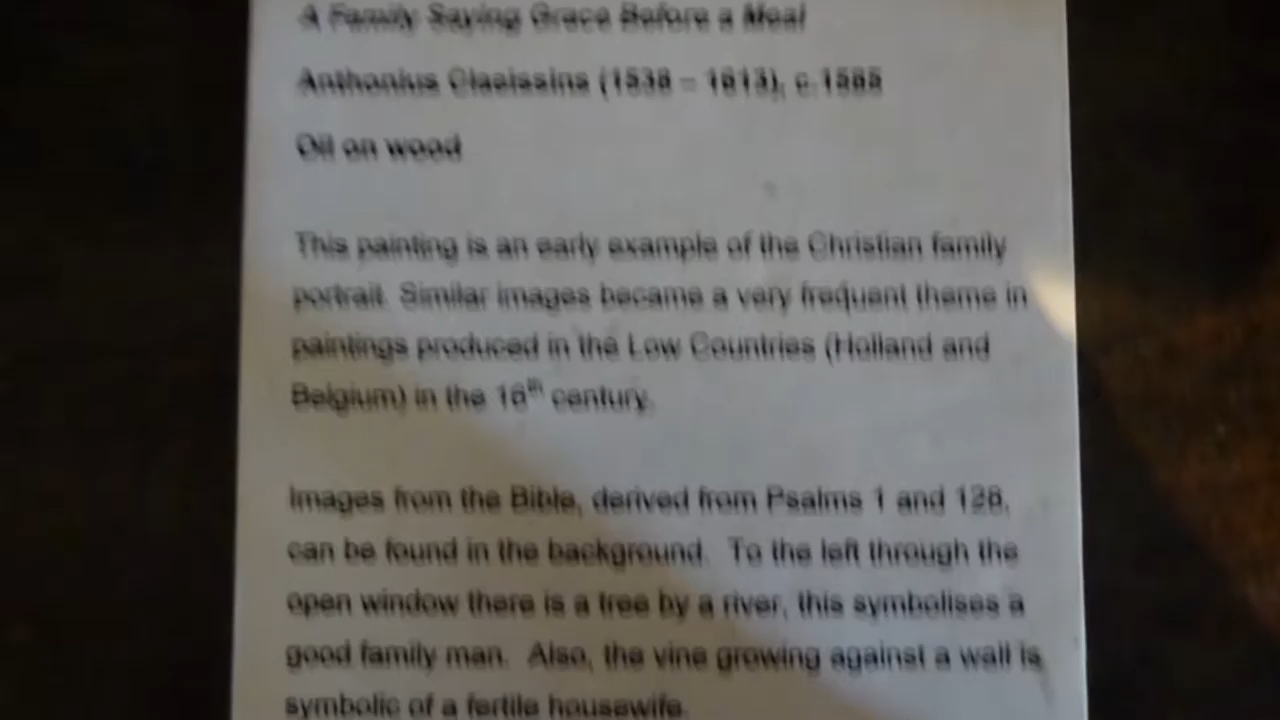 A Family Saying Grace Before a Meal
Anthonius Claeissins (1538 – 1613), c.1585
Oil on wood
This painting is an early example of the Christian family
portrait. Similar images became a very frequent theme in
paintings produced in the Low Countries (Holland and
Belgium) in the 16th century.
Images from the Bible, derived from Psalms 1 and 128,
can be found in the background. To the left through the
open window there is a tree by a river, this symbolises a
good family man. Also, the vine growing against a wall is
symbolic of a fertile housewife.